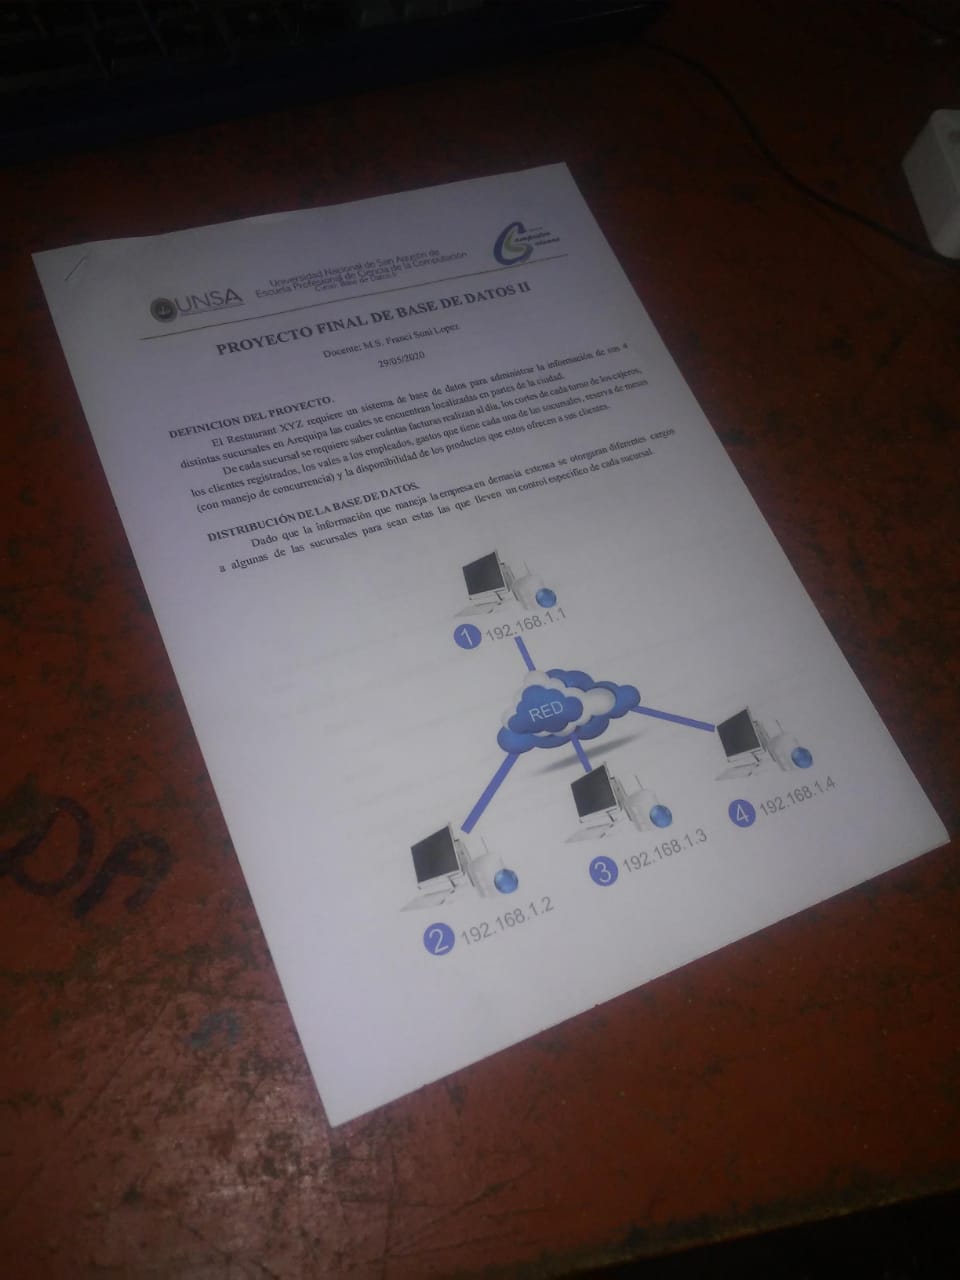 UNSA
Universidad Nacional de San Agustín de
Escuela Profesional de Ciencia de la Computación
Curso: Base de Datos II
PROYECTO FINAL DE BASE DE DATOS II
Docente: M.S. Franci Suni Lopez
29/05/2020
DEFINICION DEL PROYECTO.
El Restaurant XYZ requiere un sistema de base de datos para administrar la información de sus 4
distintas sucursales en Arequipa las cuales se encuentran localizadas en partes de la ciudad.
De cada sucursal se requiere saber cuántas facturas realizan al día, los cortes de cada turno de los cajeros,
los clientes registrados, los vales a los empleados, gastos que tiene cada una de las sucursales, reserva de mesas
(con manejo de concurrencia) y la disponibilidad de los productos que estos ofrecen a sus clientes.
DISTRIBUCIÓN DE LA BASE DE DATOS.
Dado que la información que maneja la empresa en demasía extensa se otorgaran diferentes cargos
a algunas de las sucursales para sean estas las que lleven un control especifico de cada sucursal.
1 192.168.1.1
RED
2 192.168.1.2
3 192.168.1.3
4 192.168.1.4
DA